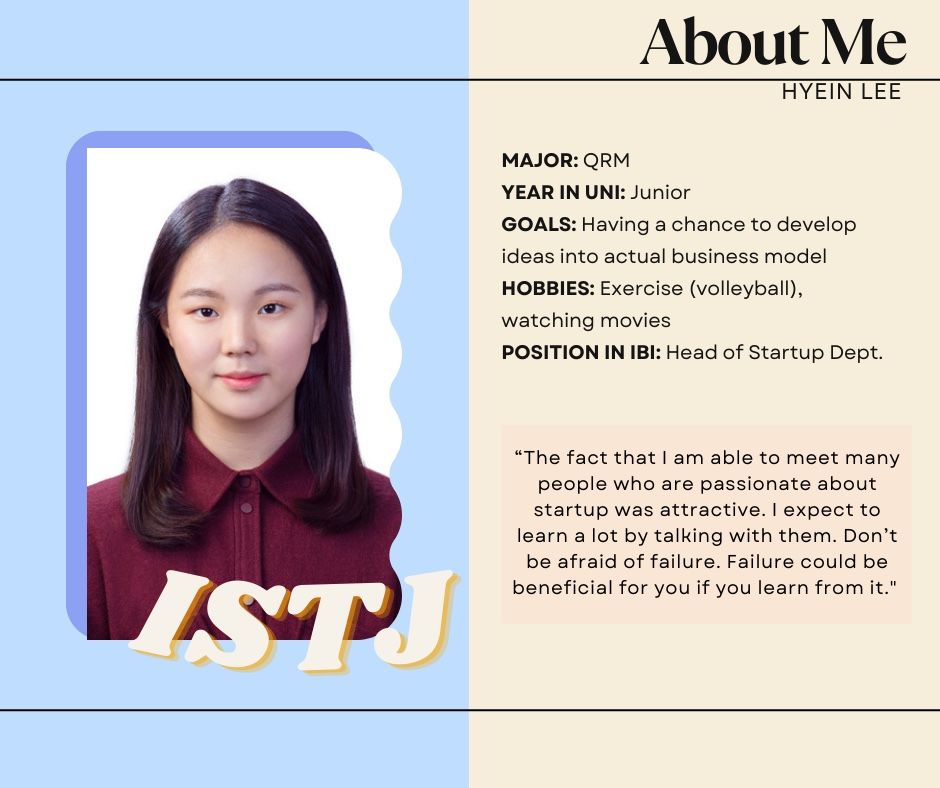 About Me
HYEIN LEE
MAJOR: QRM
YEAR IN UNI: Junior
GOALS: Having a chance to develop
ideas into actual business model
HOBBIES: Exercise (volleyball),
watching movies
POSITION IN IBI: Head of Startup Dept.
“The fact that I am able to meet many
people who are passionate about
startup was attractive. I expect to
learn a lot by talking with them. Don’t
be afraid of failure. Failure could be
beneficial for you if you learn from it."
ISTJ